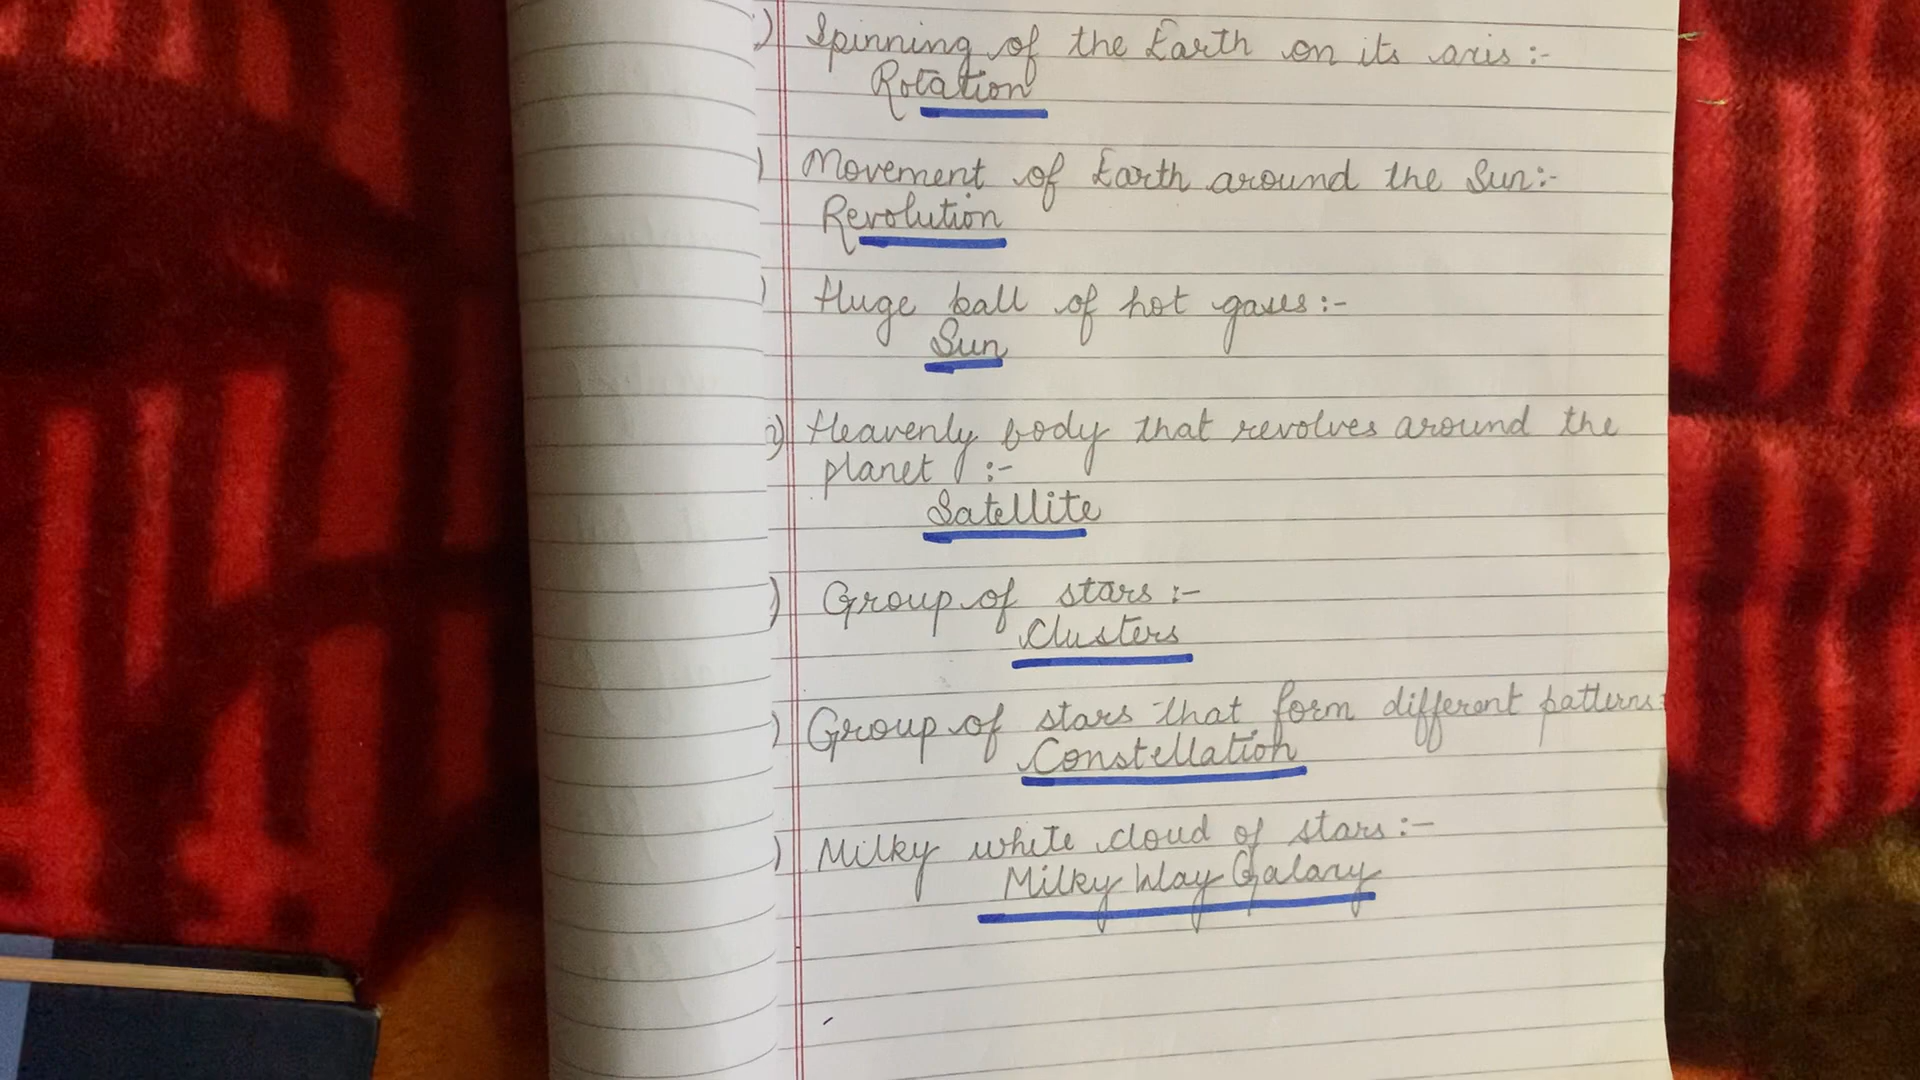 ) Spinning of the Earth on its axis :-
Rotation
) Movement of Earth around the Sun:-
Revolution
) Huge ball of hot gases :-
Sun
) Heavenly body that revolves around the
planet :-
Satellite
) Group of stars :-
Clusters
) Group of stars that form different patterns:
Constellation
) Milky white cloud of stars :-
Milky Way Galaxy